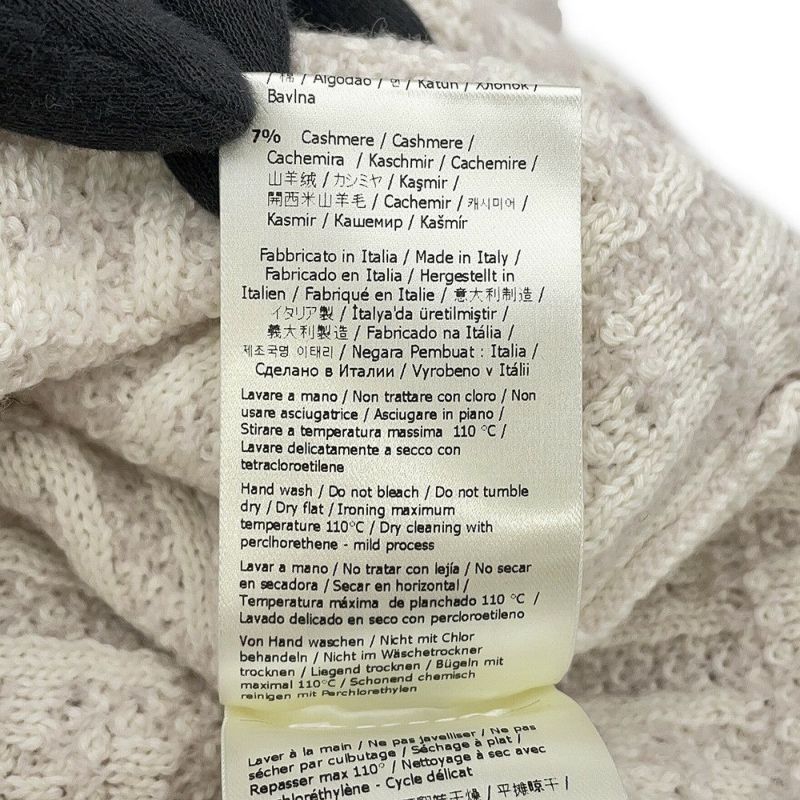 / 棉 / Algodão / 면 / Katun / Хлопок /
Bavlna
7% Cashmere / Cashmere /
Cachemira / Kaschmir / Cachemire /
山羊绒 / カシミヤ / Kaşmir /
開西米山羊毛 / Cachemir / 캐시미어 /
Kasmir / Кашемир / Kašmír
Fabbricato in Italia / Made in Italy /
Fabricado en Italia / Hergestellt in
Italien / Fabriqué en Italie / 意大利制造 /
イタリア製 / İtalya'da üretilmiştir /
義大利製造 / Fabricado na Itália /
제조국명 이태리 / Negara Pembuat : Italia /
Сделано в Италии / Vyrobeno v Itálii
Lavare a mano / Non trattare con cloro / Non
usare asciugatrice / Asciugare in piano /
Stirare a temperatura massima 110 °C /
Lavare delicatamente a secco con
tetracloroetilene
Hand wash / Do not bleach / Do not tumble
dry / Dry flat / Ironing maximum
temperature 110°C / Dry cleaning with
perclhorethene - mild process
Lavar a mano / No tratar con lejía / No secar
en secadora / Secar en horizontal /
Temperatura máxima de planchado 110 °C /
Lavado delicado en seco con percloroetileno
Von Hand waschen / Nicht mit Chlor
behandeln / Nicht im Wäschetrockner
trocknen / Liegend trocknen / Bügeln mit
maximal 110°C / Schonend chemisch
reinigen mit Perchlorethylen
Laver à la main / Ne pas javelliser / Ne pas
sécher par culbutage / Séchage à plat /
Repasser max 110° / Nettoyage à sec avec
chloréthylène - Cycle délicat
/ 平摊晾干 /